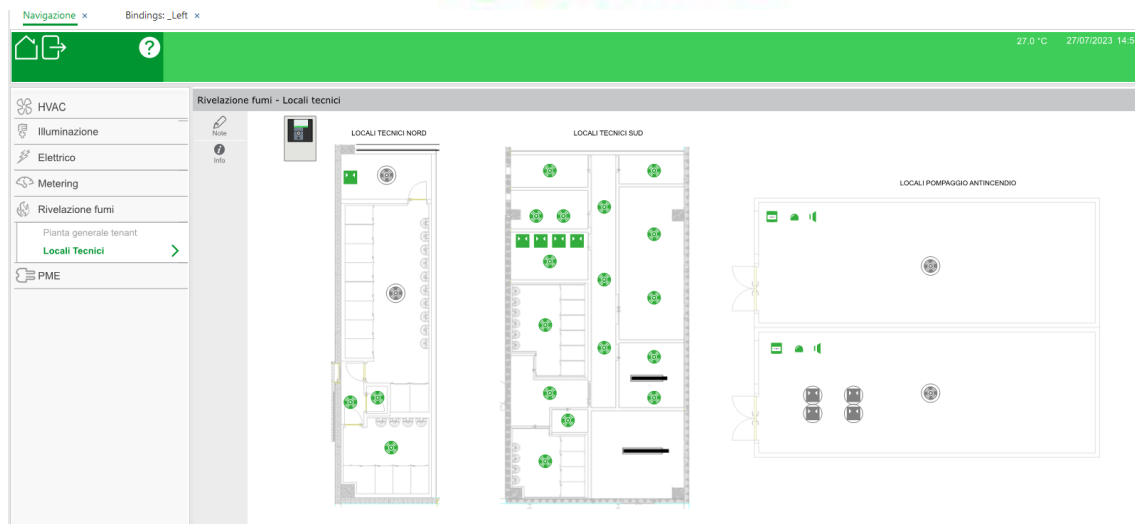 Navigazione ×
Bindings: _Left ×
?
27.0 °C 27/07/2023 14:5
HVAC
Illuminazione
Elettrico
Metering
Rivelazione fumi
Pianta generale tenant
Locali Tecnici
PME
Rivelazione fumi - Locali tecnici
Note
Info
LOCALI TECNICI NORD
LOCALI TECNICI SUD
LOCALI POMPAGGIO ANTINCENDIO